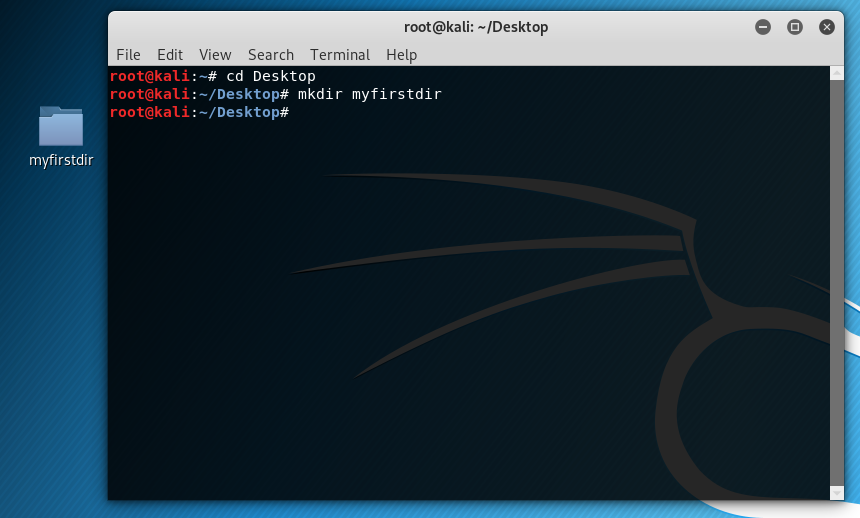 root@kali: ~/Desktop
File Edit View Search Terminal Help
root@kali:~# cd Desktop
root@kali:~/Desktop# mkdir myfirstdir
root@kali:~/Desktop#
myfirstdir